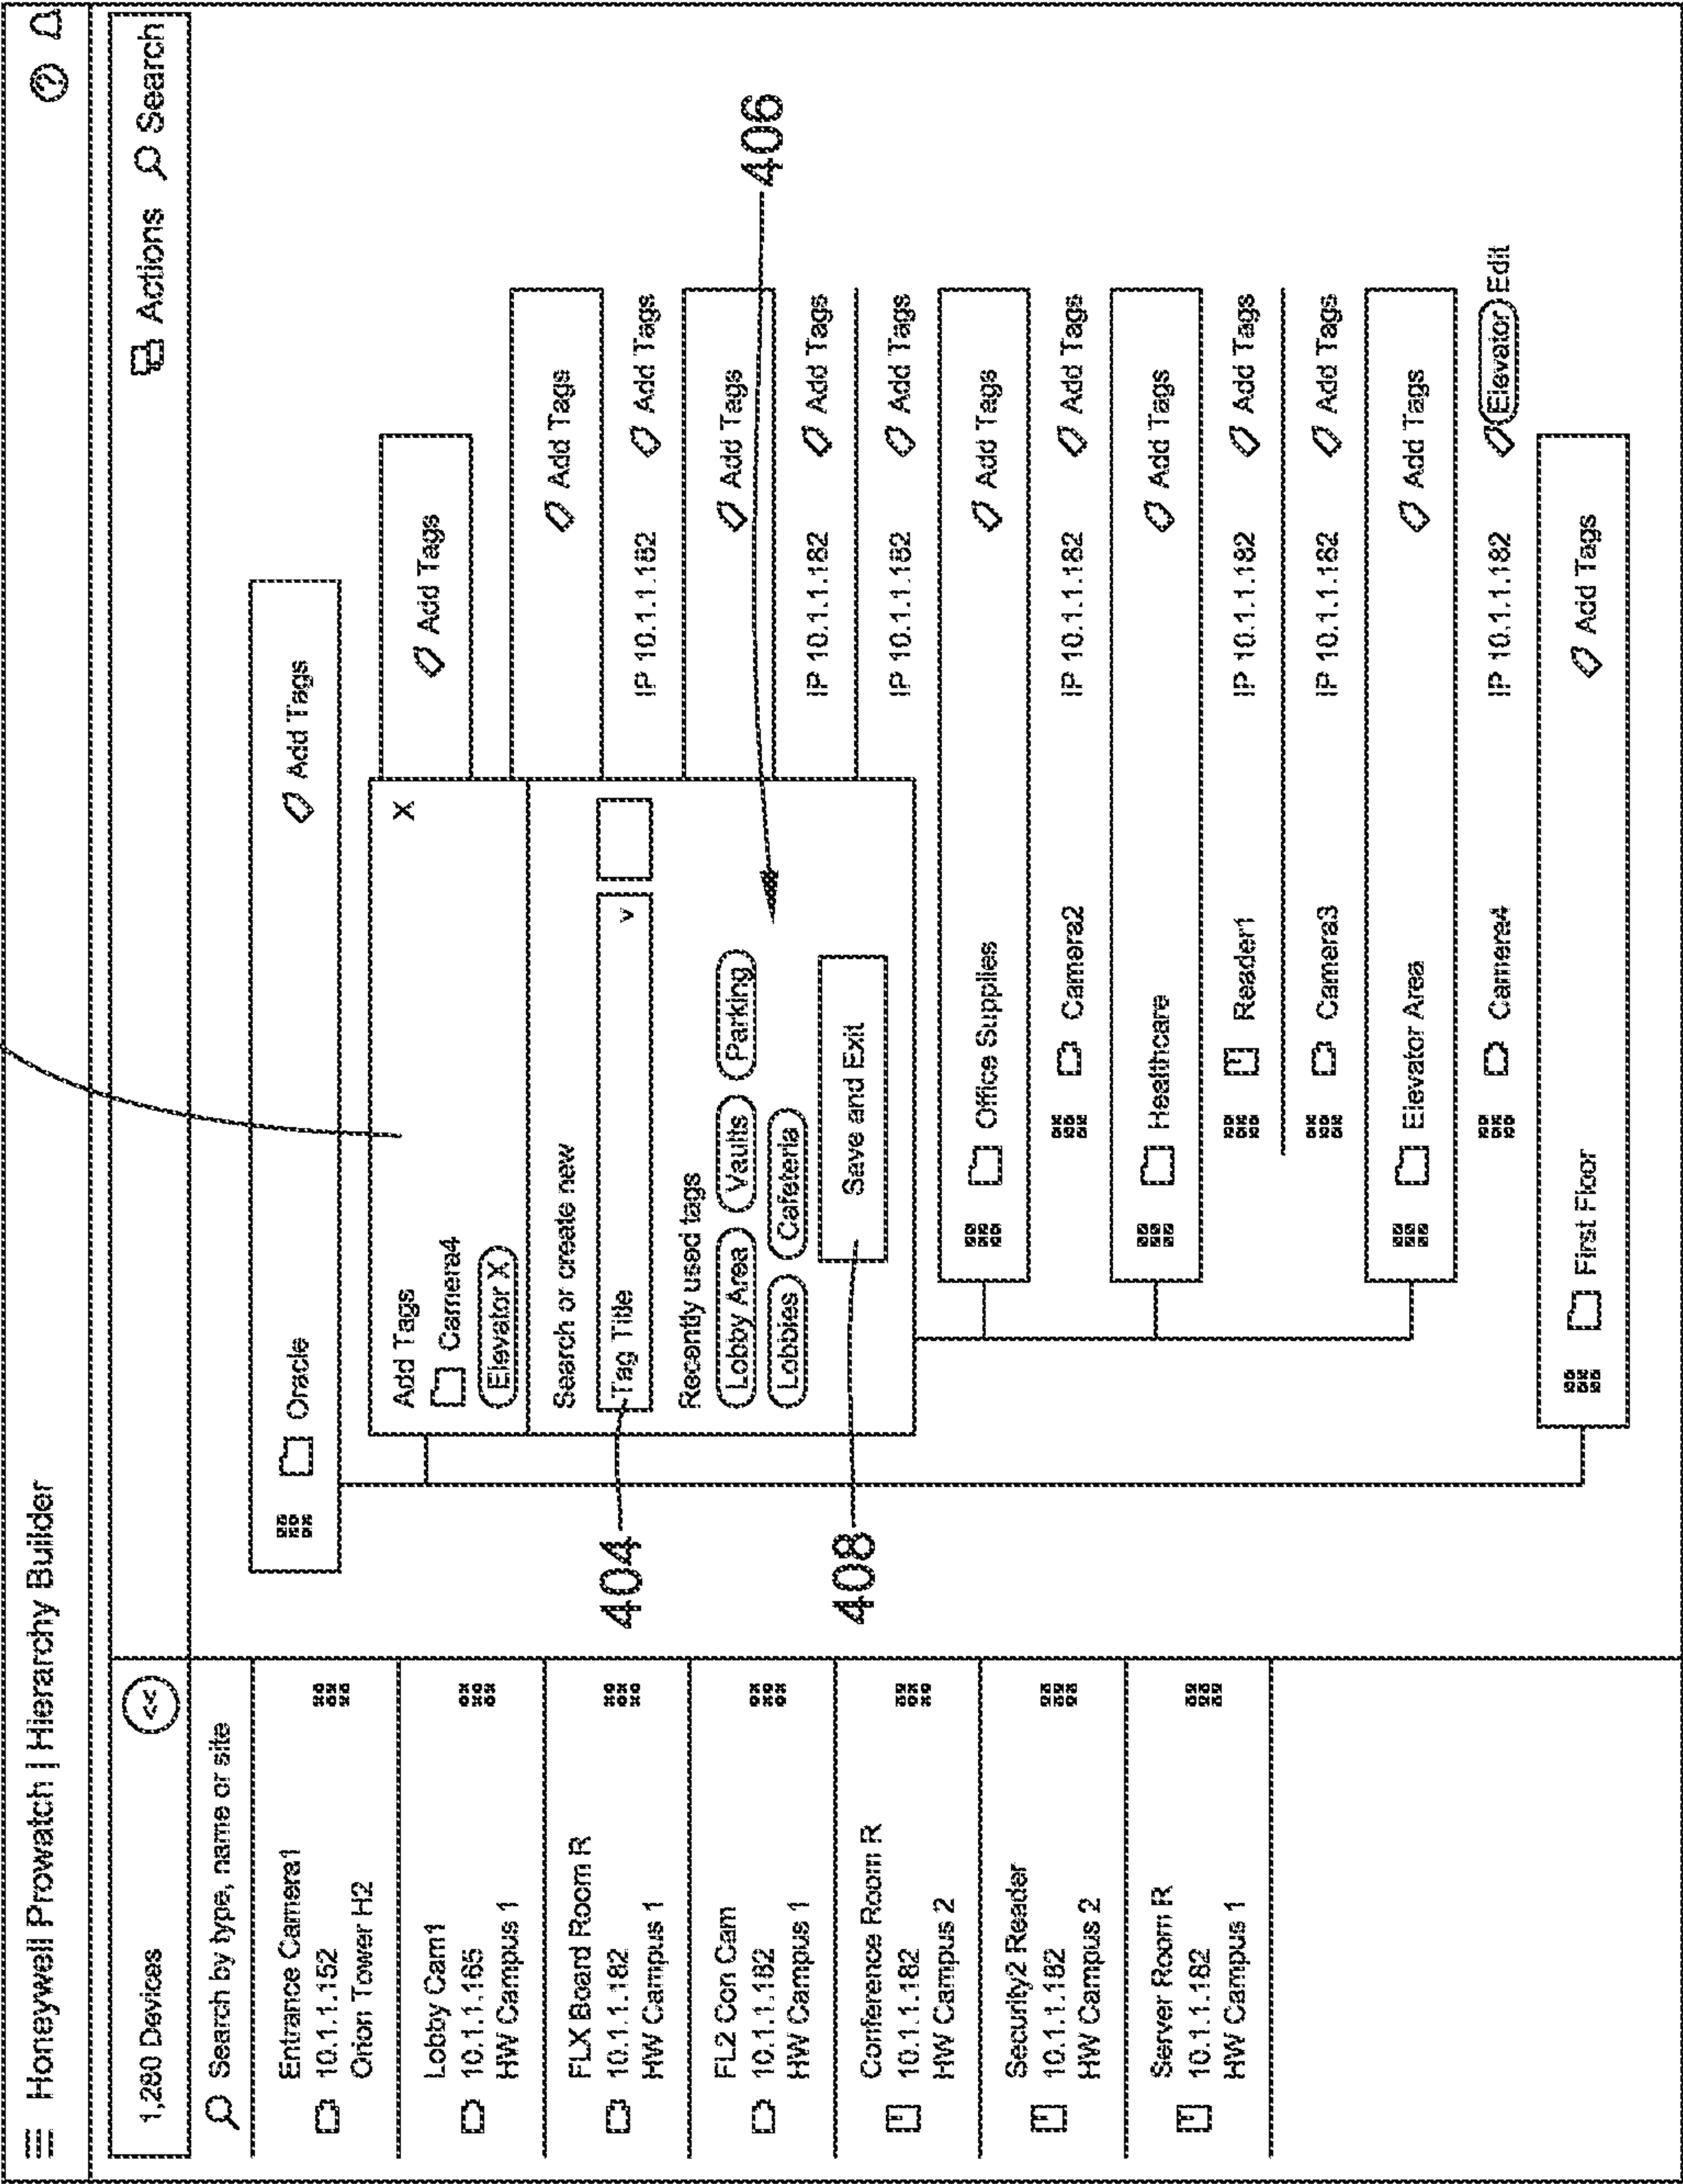 Honeywell Prowatch | Hierarchy Builder
?
1,280 Devices
<<
Actions
Search
Search by type, name or site
Entrance Camera1
10.1.1.152
Orion Tower H2
Lobby Cam1
10.1.1.165
HW Campus 1
FLX Board Room R
10.1.1.182
HW Campus 1
FL2 Con Cam
10.1.1.182
HW Campus 1
Conference Room R
10.1.1.182
HW Campus 2
Security2 Reader
10.1.1.182
HW Campus 2
Server Room R
10.1.1.182
HW Campus 1
Oracle Add Tags
Add Tags X
Camera4
Elevator X
Search or create new
Tag Title v
Recently used tags
Lobby Area Vaults Parking
Lobbies Cafeteria
Save and Exit
404
408
406
Add Tags
Add Tags
IP 10.1.1.182 Add Tags
Add Tags
IP 10.1.1.182 Add Tags
IP 10.1.1.182 Add Tags
Office Supplies Add Tags
Camera2 IP 10.1.1.182 Add Tags
Healthcare Add Tags
Reader1 IP 10.1.1.182 Add Tags
Camera3 IP 10.1.1.182 Add Tags
Elevator Area Add Tags
Camera4 IP 10.1.1.182 Elevator Edit
First Floor Add Tags